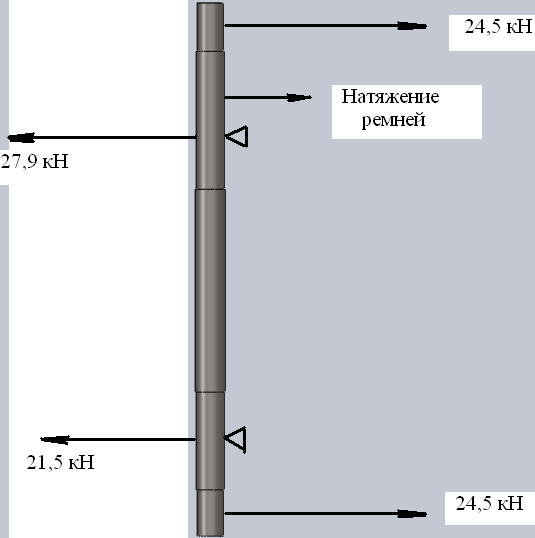 24,5 кН
Натяжение
ремней
27,9 кН
21,5 кН
24,5 кН